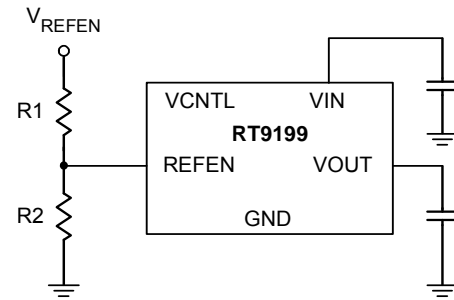 VREFEN
R1
VCNTL VIN
RT9199
REFEN VOUT
R2
GND